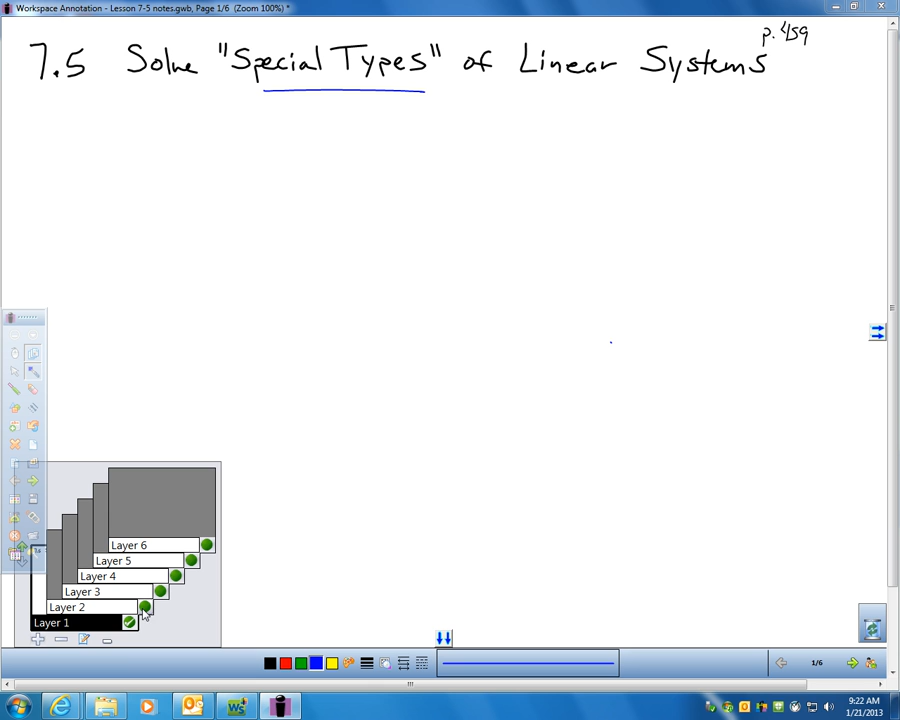 Workspace Annotation - Lesson 7-5 notes.gwb, Page 1/6 (Zoom 100%) *
p. 459
7.5 Solve "Special Types" of Linear Systems
Layer 6
Layer 5
Layer 4
Layer 3
Layer 2
Layer 1
1/6
9:22 AM
1/21/2013